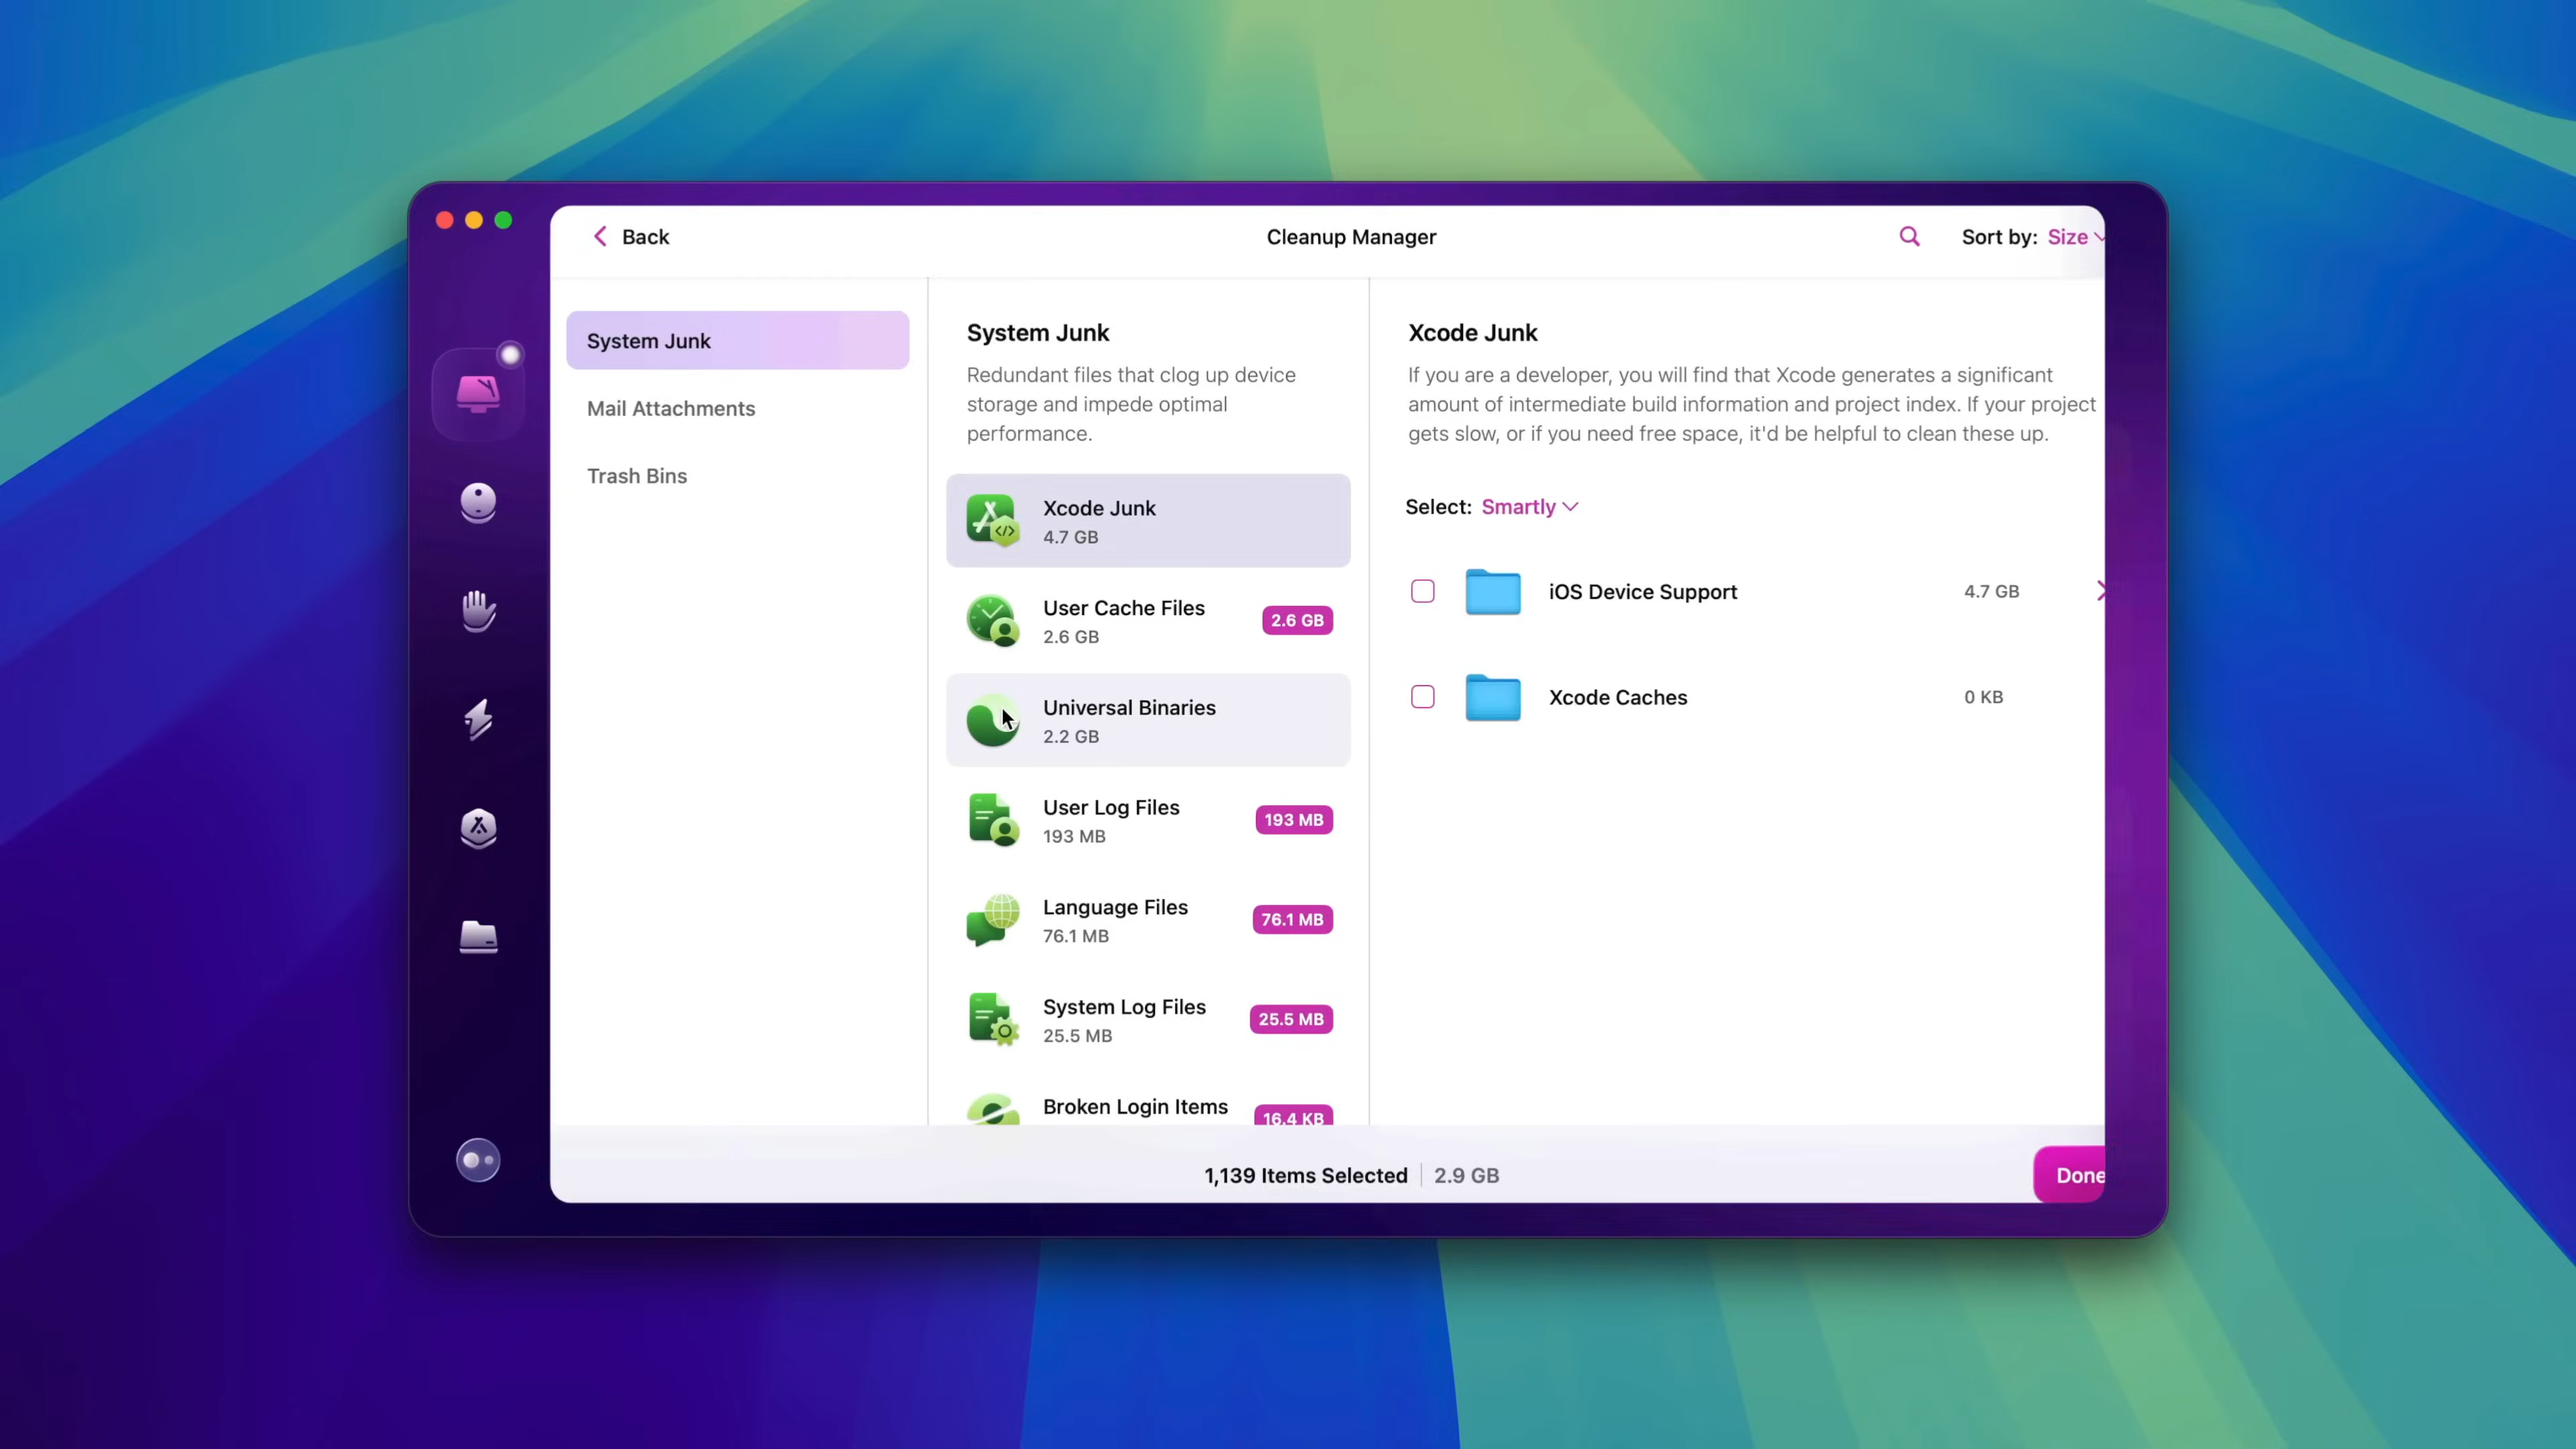 Back
Cleanup Manager
Sort by: Size
System Junk
Mail Attachments
Trash Bins
System Junk
Redundant files that clog up device
storage and impede optimal
performance.
Xcode Junk
4.7 GB
User Cache Files
2.6 GB
2.6 GB
Universal Binaries
2.2 GB
User Log Files
193 MB
193 MB
Language Files
76.1 MB
76.1 MB
System Log Files
25.5 MB
25.5 MB
Broken Login Items
16.4 KB
Xcode Junk
If you are a developer, you will find that Xcode generates a significant
amount of intermediate build information and project index. If your project
gets slow, or if you need free space, it'd be helpful to clean these up.
Select: Smartly
iOS Device Support
4.7 GB
Xcode Caches
0 KB
1,139 Items Selected
2.9 GB
Done